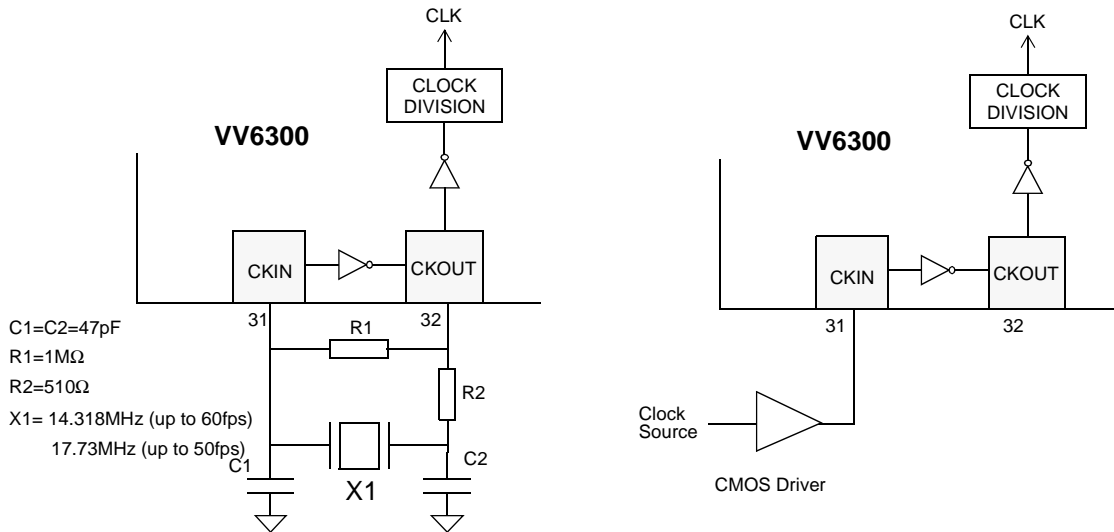 CLK
CLOCK
DIVISION
VV6300
CKIN
CKOUT
31
32
R1
C1=C2=47pF
R1=1MΩ
R2=510Ω
X1= 14.318MHz (up to 60fps)
17.73MHz (up to 50fps)
R2
C1
X1
C2
CLK
CLOCK
DIVISION
VV6300
CKIN
CKOUT
31
32
Clock
Source
CMOS Driver